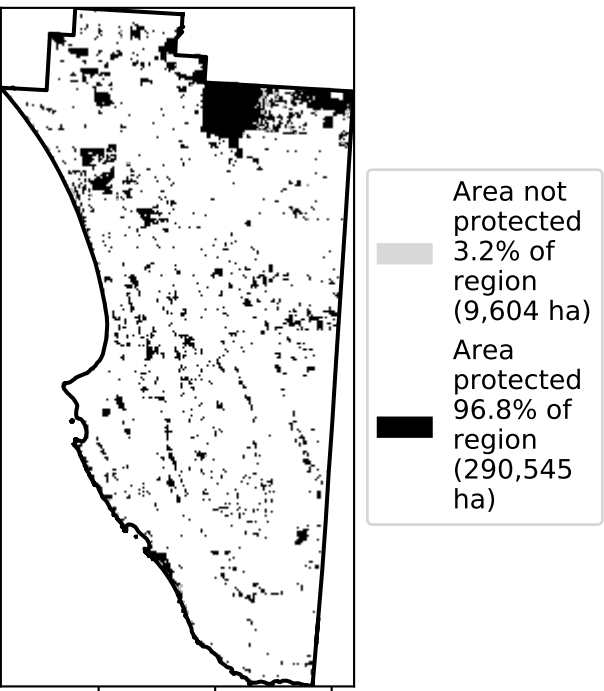 Area not
protected
3.2% of
region
(9,604 ha)
Area
protected
96.8% of
region
(290,545
ha)